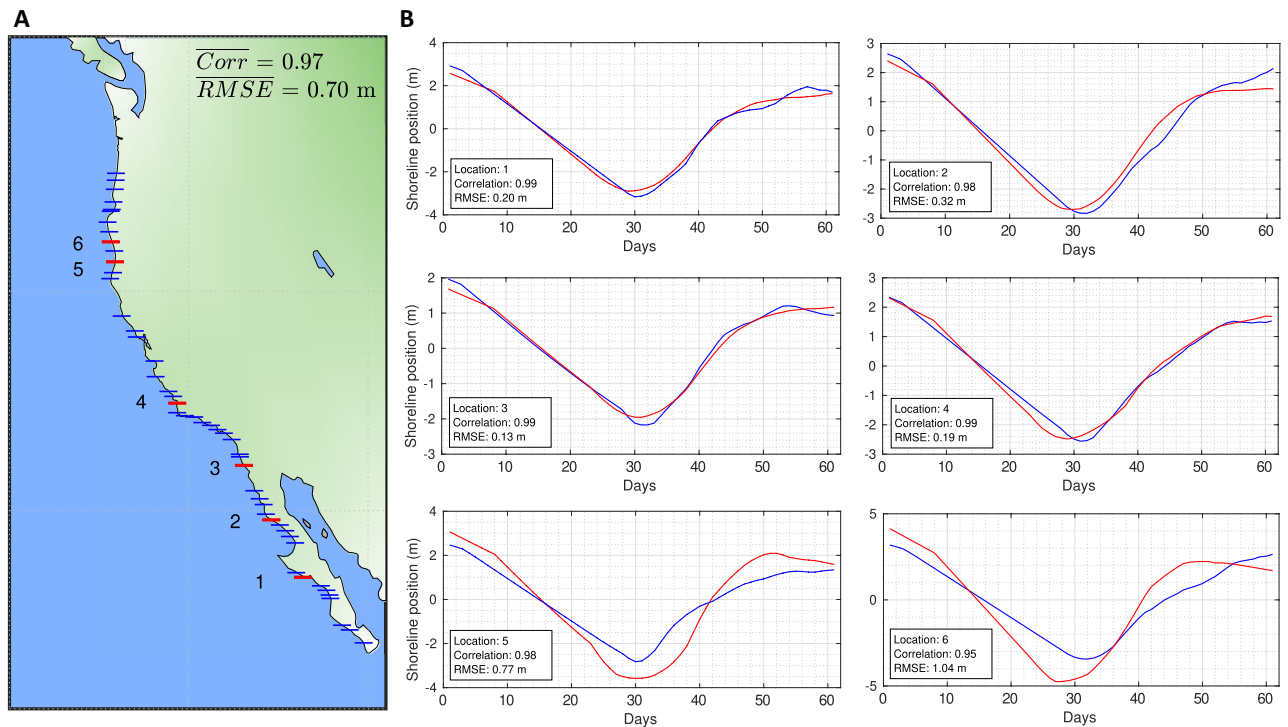 A
B
Corr = 0.97
RMSE = 0.70 m
6
5
4
3
2
1
Shoreline position (m)
4
2
0
-2
-4
Location: 1
Correlation: 0.99
RMSE: 0.20 m
0 10 20 30 40 50 60
Days
3
2
1
0
-1
-2
-3
Location: 2
Correlation: 0.98
RMSE: 0.32 m
0 10 20 30 40 50 60
Days
Shoreline position (m)
2
1
0
-1
-2
-3
Location: 3
Correlation: 0.99
RMSE: 0.13 m
0 10 20 30 40 50 60
Days
3
2
1
0
-1
-2
-3
Location: 4
Correlation: 0.99
RMSE: 0.19 m
0 10 20 30 40 50 60
Days
Shoreline position (m)
4
2
0
-2
-4
Location: 5
Correlation: 0.98
RMSE: 0.77 m
0 10 20 30 40 50 60
Days
5
0
-5
Location: 6
Correlation: 0.95
RMSE: 1.04 m
0 10 20 30 40 50 60
Days